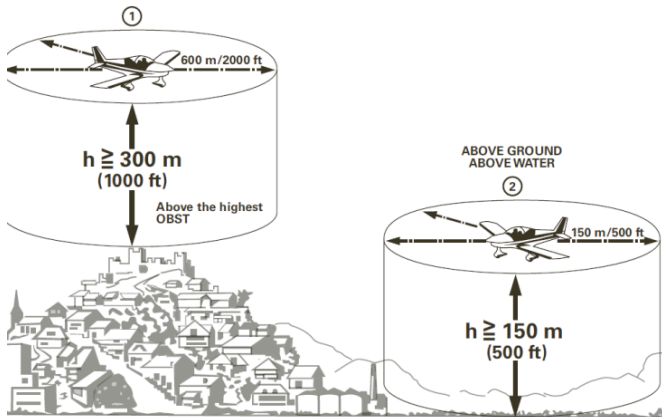 1
600 m/2000 ft
h ≧ 300 m
(1000 ft)
Above the highest
OBST
ABOVE GROUND
ABOVE WATER
2
150 m/500 ft
h ≧ 150 m
(500 ft)